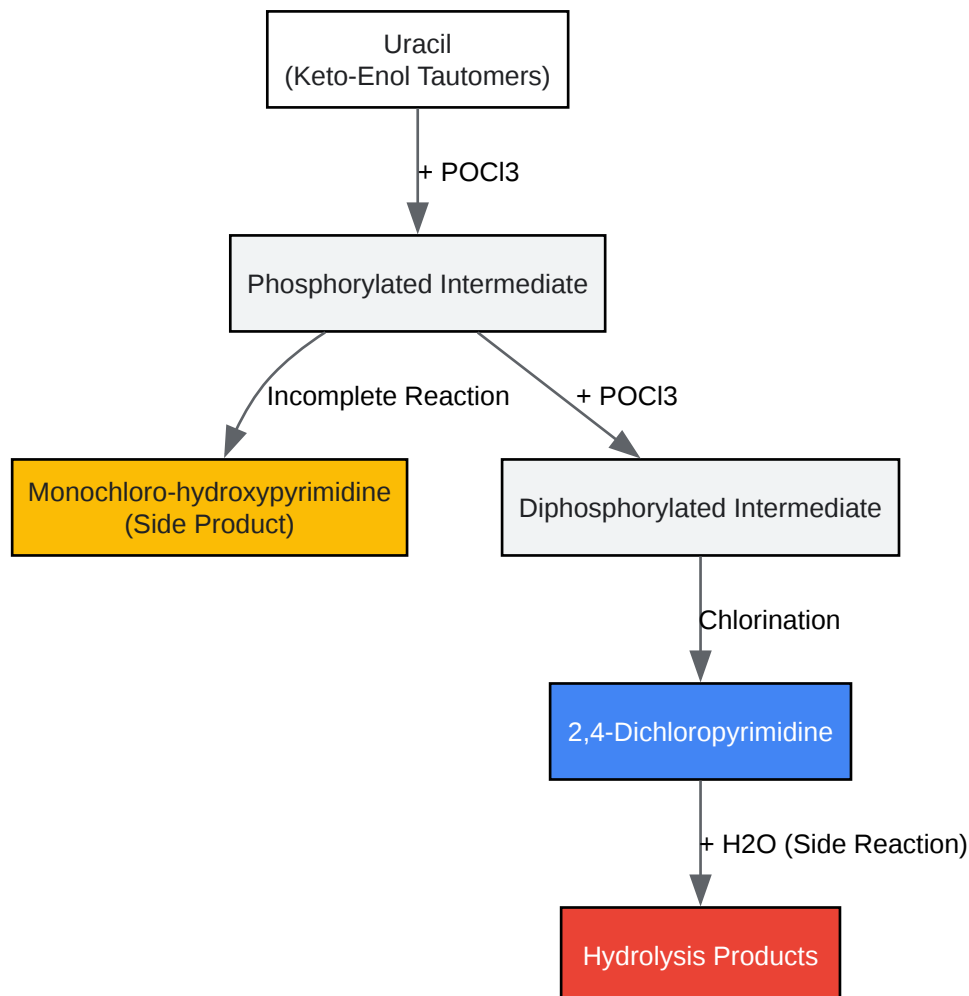 Uracil
(Keto-Enol Tautomers)
+ POCl3
Phosphorylated Intermediate
Incomplete Reaction
+ POCl3
Monochloro-hydroxypyrimidine
(Side Product)
Diphosphorylated Intermediate
Chlorination
2,4-Dichloropyrimidine
+ H2O (Side Reaction)
Hydrolysis Products